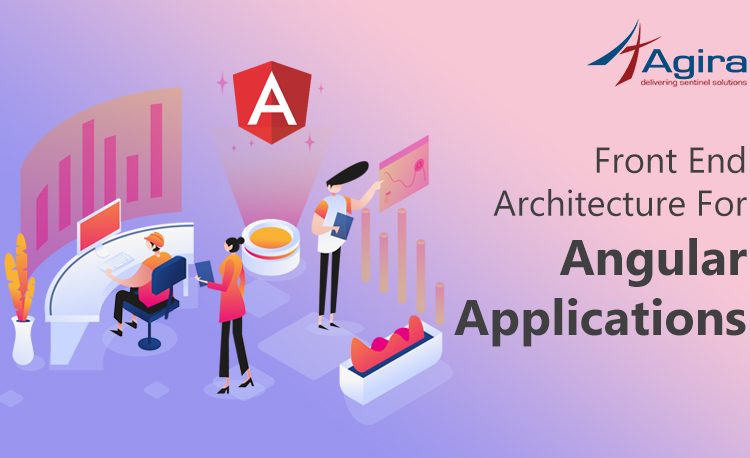 Agira
delivering sentinel solutions
Front End
Architecture For
Angular
Applications
A